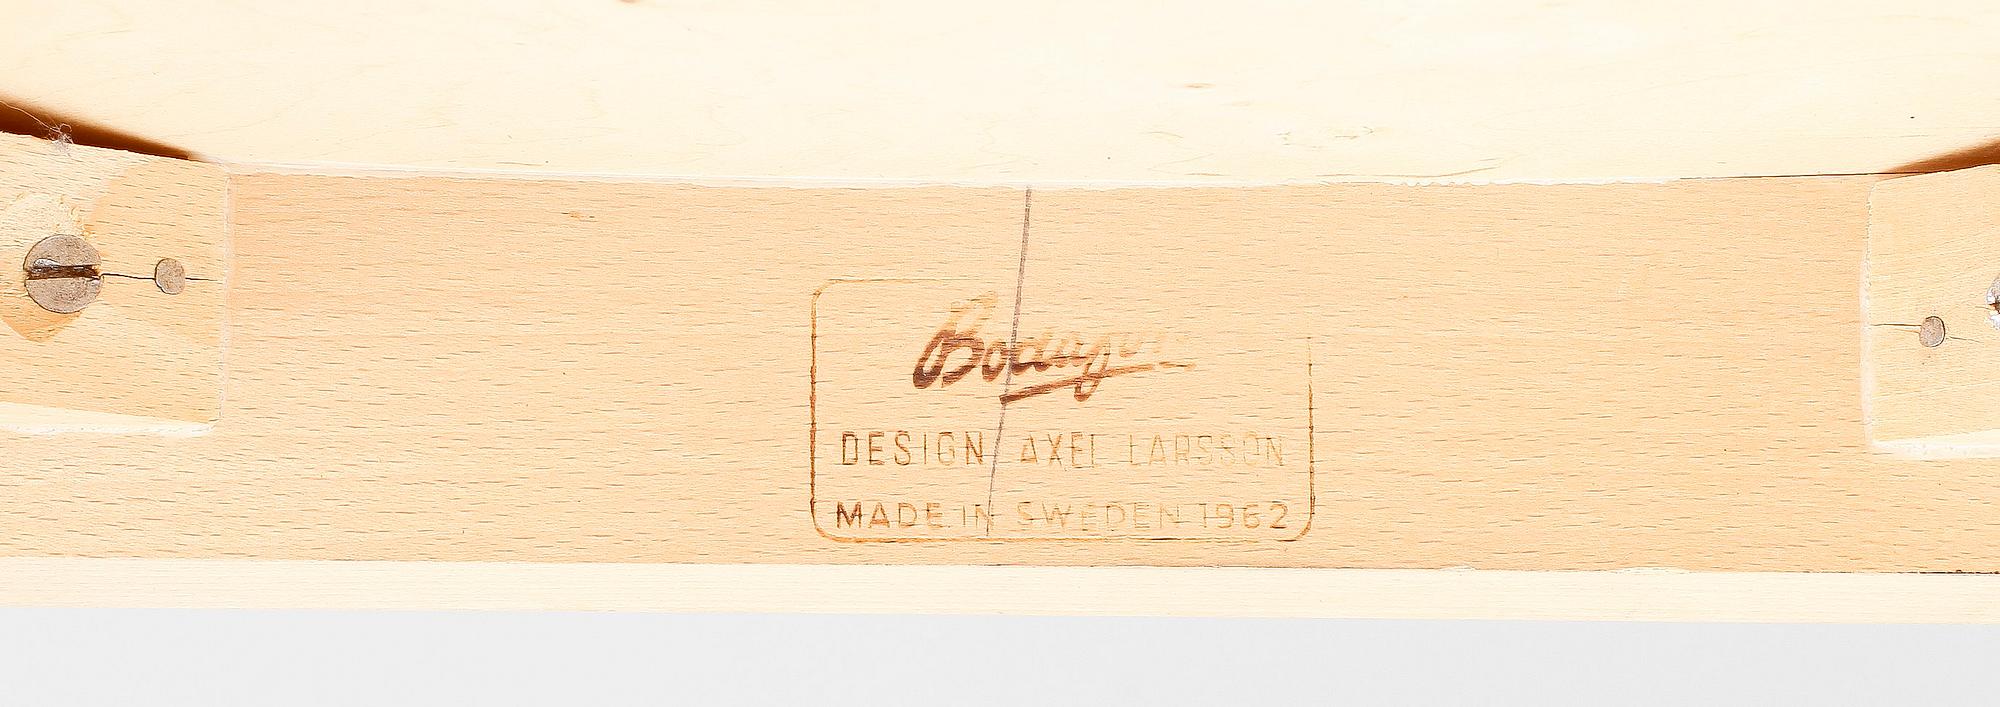 Bodafors
DESIGN AXEL LARSSON
MADE IN SWEDEN 1962